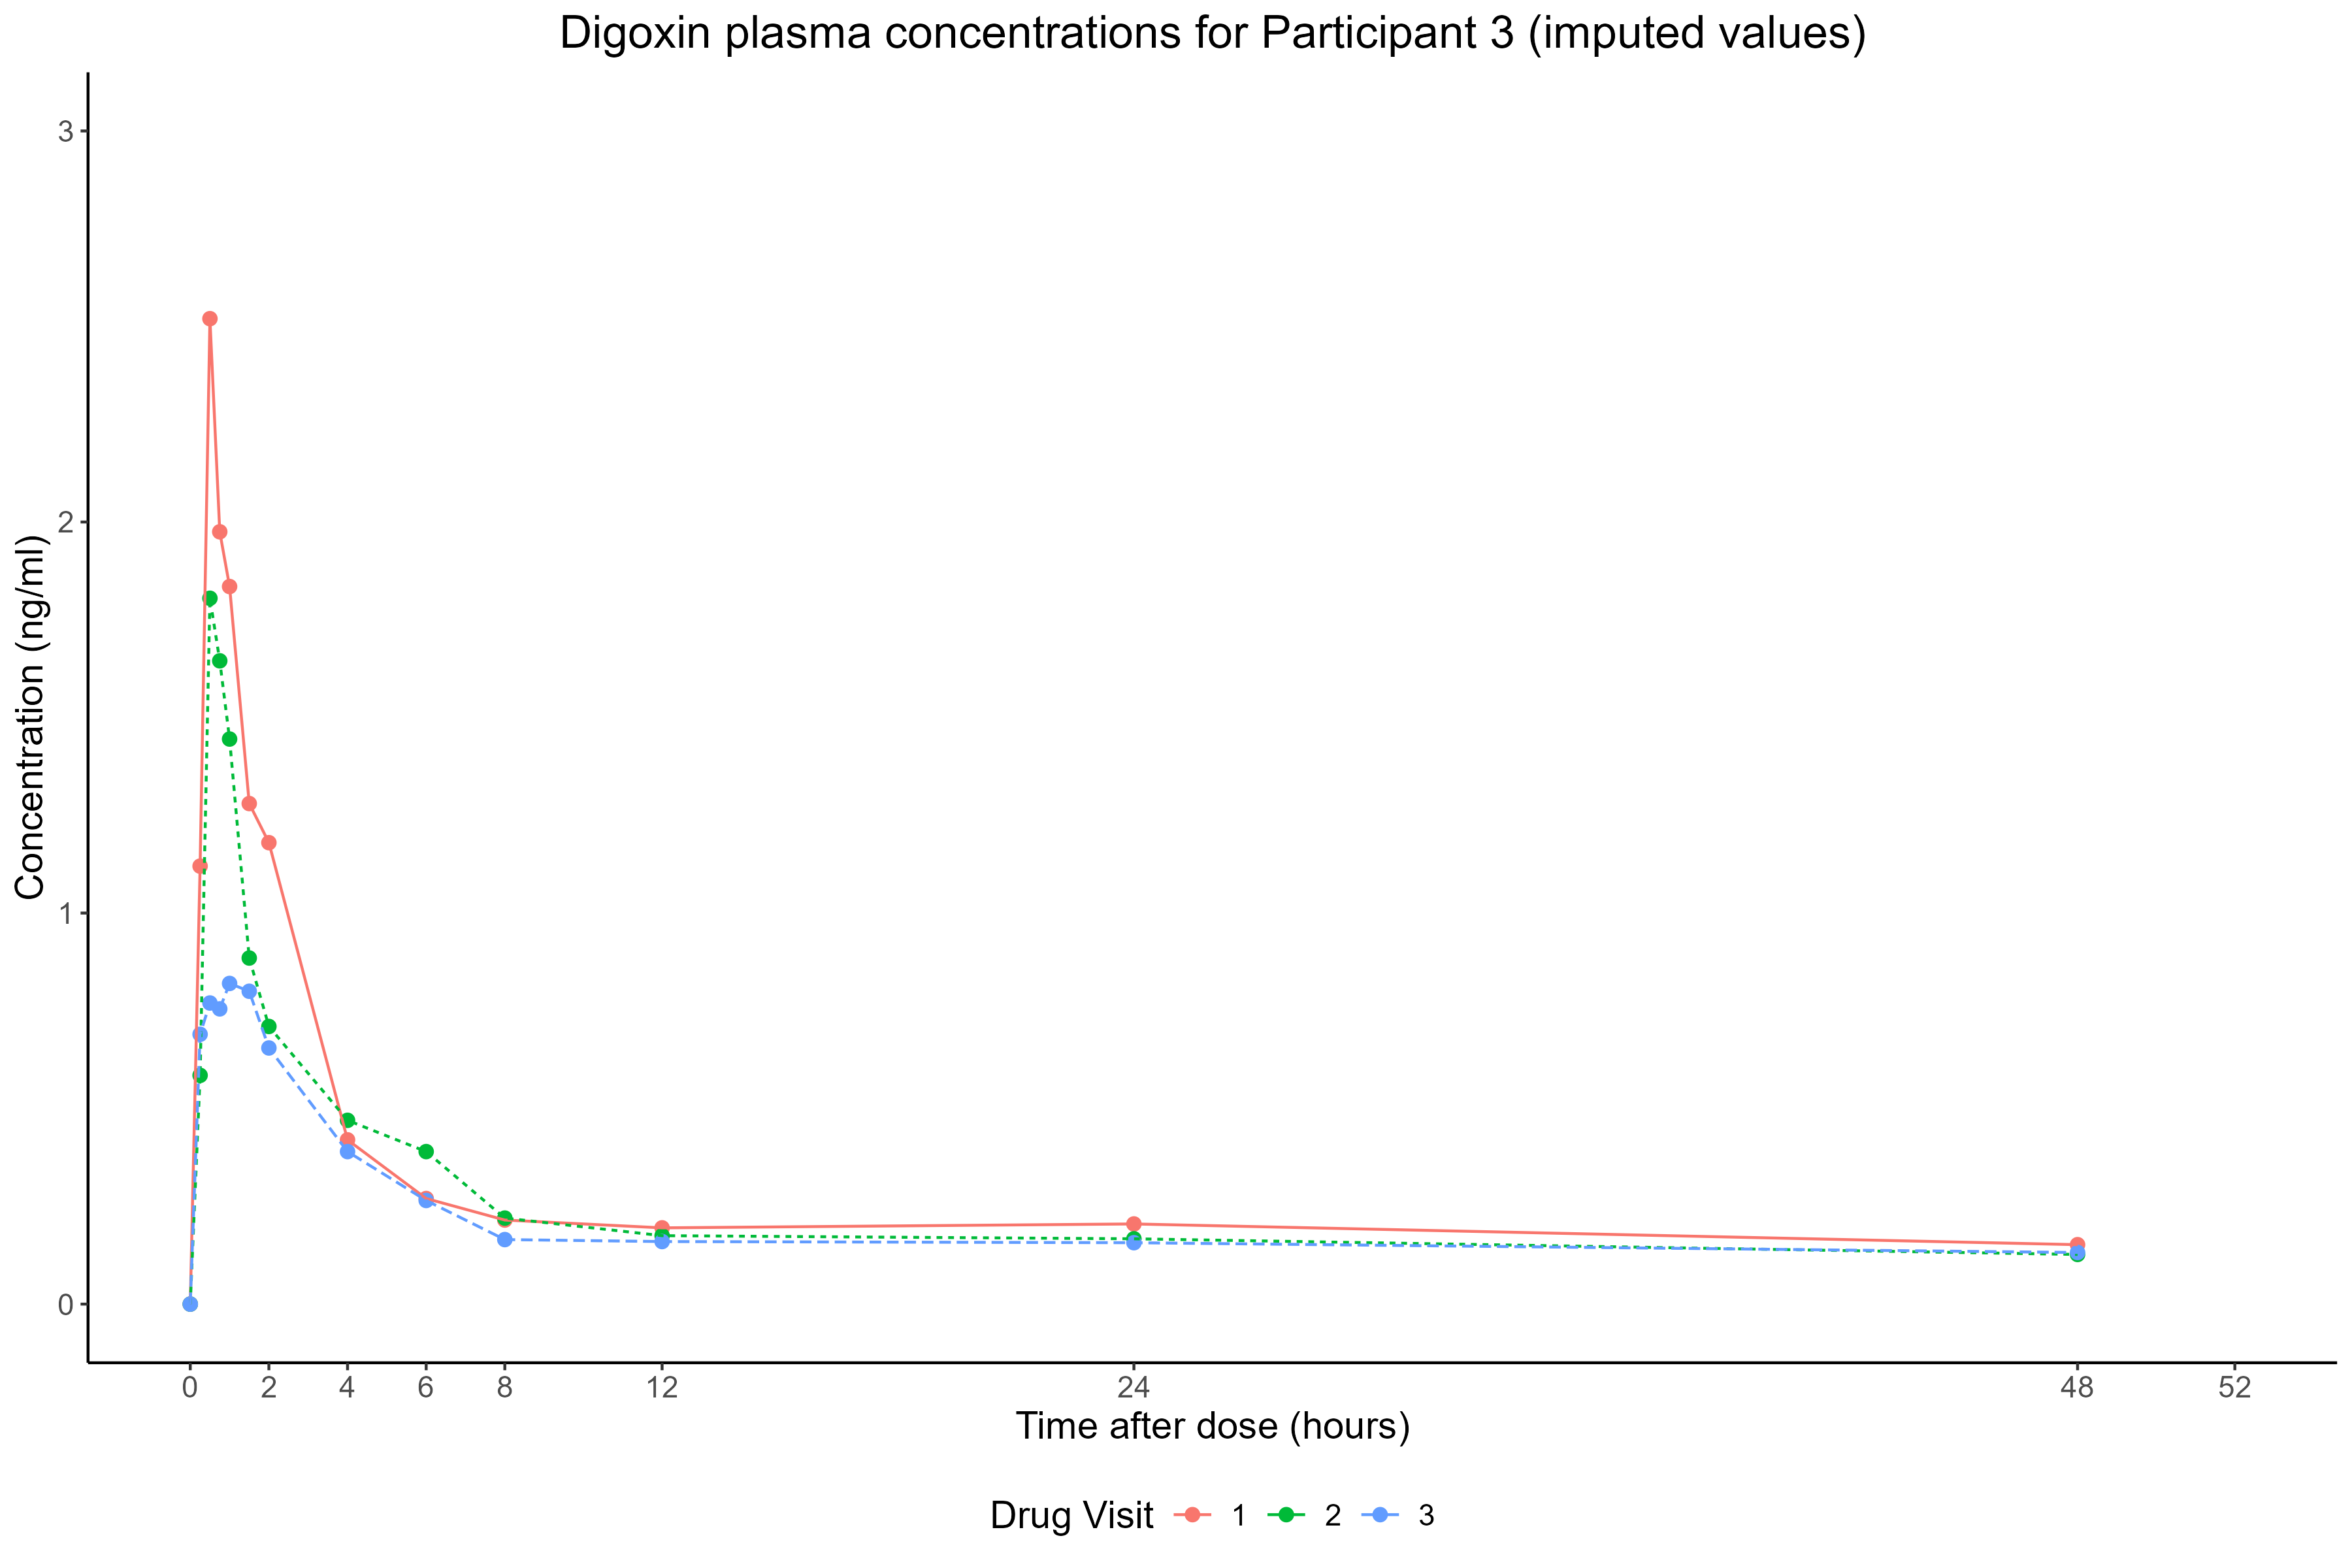 Digoxin plasma concentrations for Participant 3 (imputed values)
Concentration (ng/ml)
3
2
1
0
0 2 4 6 8 12 24 48 52
Time after dose (hours)
Drug Visit 1 2 3